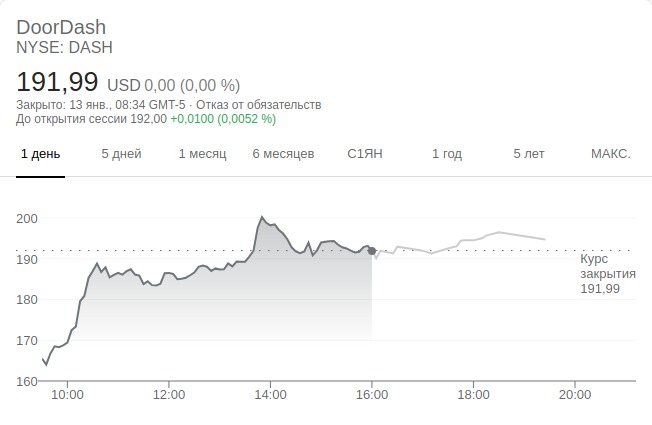 DoorDash
NYSE: DASH
191,99 USD 0,00 (0,00 %)
Закрыто: 13 янв., 08:34 GMT-5 · Отказ от обязательств
До открытия сессии 192,00 +0,0100 (0,0052 %)
1 день 5 дней 1 месяц 6 месяцев С1ЯН 1 год 5 лет МАКС.
200
190
180
170
160
Курс
закрытия
191,99
10:00 12:00 14:00 16:00 18:00 20:00